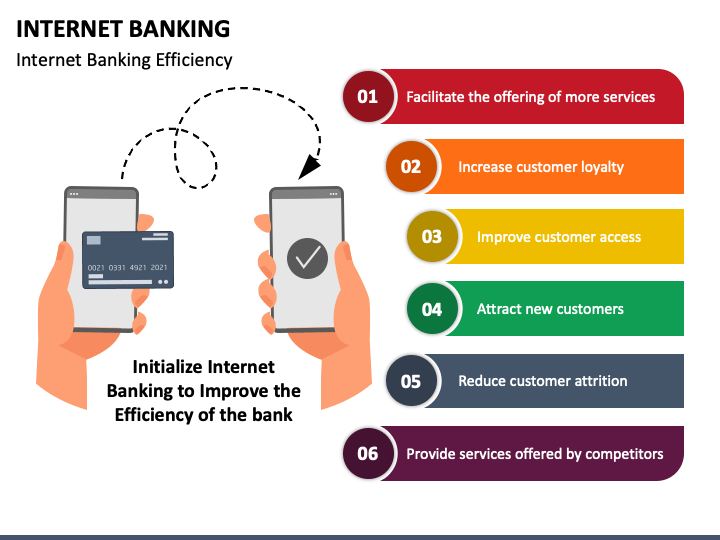 INTERNET BANKING
Internet Banking Efficiency
01
Facilitate the offering of more services
02
Increase customer loyalty
03
Improve customer access
04
Attract new customers
05
Reduce customer attrition
06
Provide services offered by competitors
0021 0331 4921 2021
Initialize Internet
Banking to Improve the
Efficiency of the bank